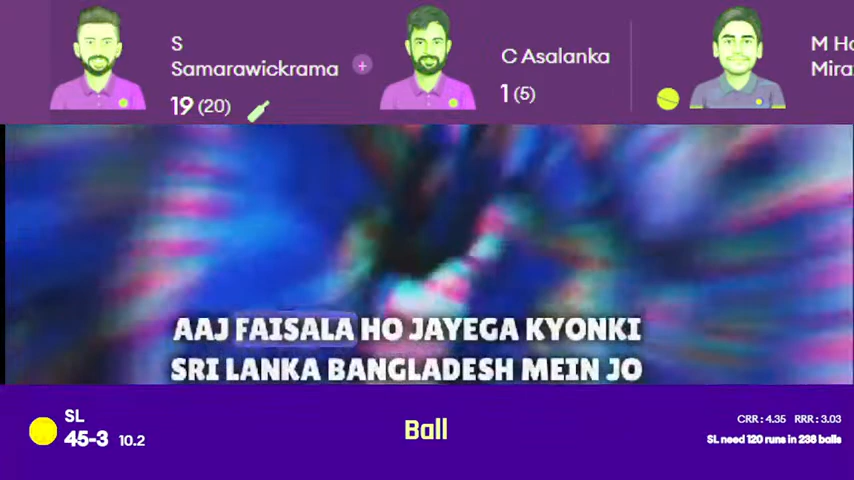 S
Samarawickrama
19 (20)
+
C Asalanka
1 (5)
M Ha
Mira
AAJ FAISALA HO JAYEGA KYONKI
SRI LANKA BANGLADESH MEIN JO
SL
45-3 10.2
Ball
CRR : 4.35 RRR : 3.03
SL need 120 runs in 238 balls